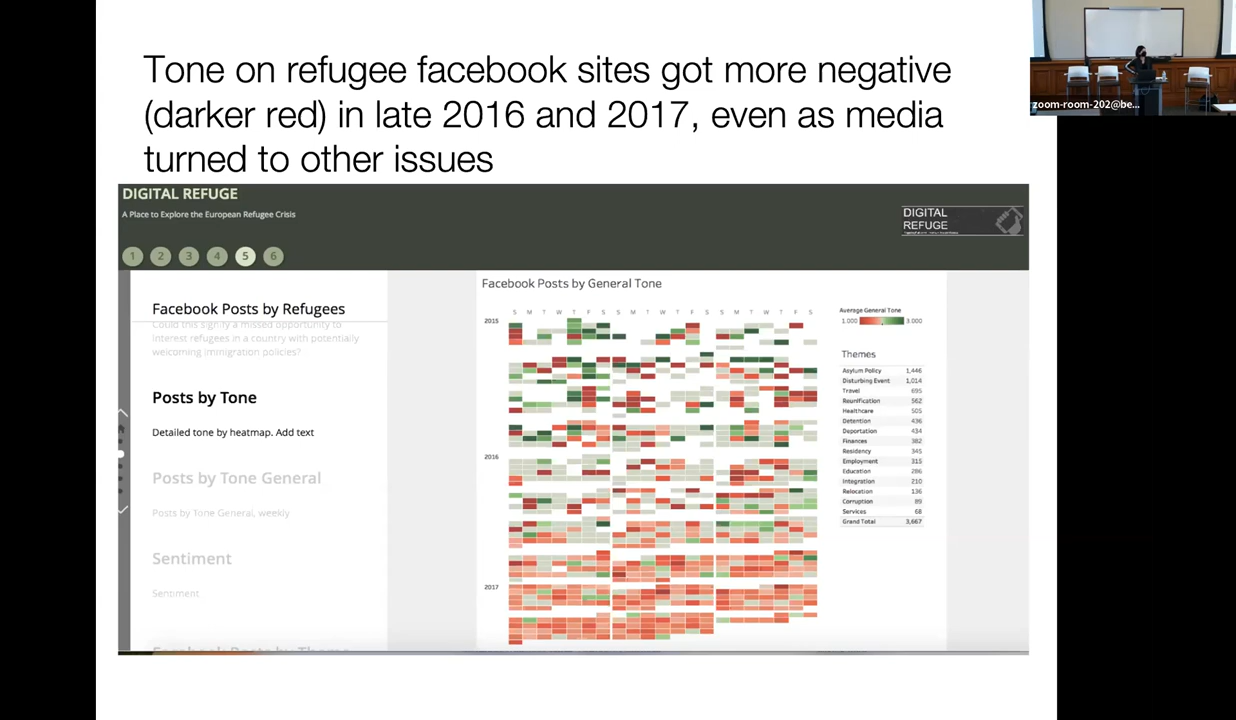 Tone on refugee facebook sites got more negative
(darker red) in late 2016 and 2017, even as media
turned to other issues
zoom-room-202@be...
DIGITAL REFUGE
A Place to Explore the European Refugee Crisis
DIGITAL
REFUGE
1 2 3 4 5 6
Facebook Posts by Refugees
Could this signify a missed opportunity to
interest refugees in a country with potentially
welcoming immigration policies?
Posts by Tone
Detailed tone by heatmap. Add text
Posts by Tone General
Posts by Tone General, weekly
Sentiment
Sentiment
Facebook Posts by Theme
Facebook Posts by General Tone
S M T W T F S S M T W T F S S M T W T F S
2015
2016
2017
Average General Tone
1.000 3.000
Themes
Asylum Policy 1,446
Disturbing Event 1,014
Travel 695
Reunification 562
Healthcare 505
Detention 436
Deportation 434
Finances 382
Residency 345
Employment 315
Education 286
Integration 210
Relocation 136
Corruption 89
Services 68
Grand Total 3,667